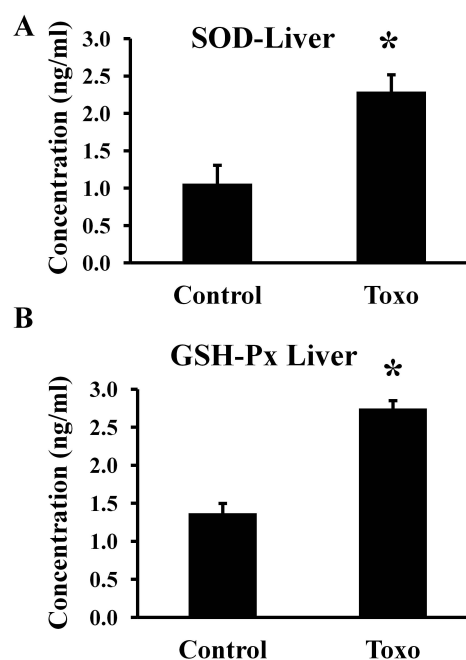 A
SOD-Liver
*
Concentration (ng/ml)
3.0
2.5
2.0
1.5
1.0
0.5
0.0
Control Toxo
B
GSH-Px Liver
*
Concentration (ng/ml)
3.0
2.5
2.0
1.5
1.0
0.5
0.0
Control Toxo